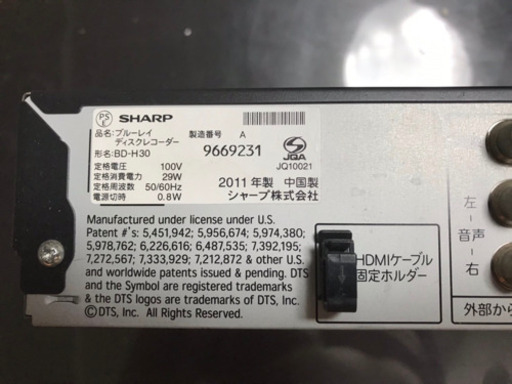 PS
E
SHARP
品名：ブルーレイ
ディスクレコーダー
形名：BD-H30
製造番号 A
9669231
JQA
JQ10021
定格電圧 100V
定格消費電力 29W
定格周波数 50/60Hz
電源切時 0.8W
2011年製 中国製
シャープ株式会社
Manufactured under license under U.S.
Patent #'s: 5,451,942; 5,956,674; 5,974,380;
5,978,762; 6,226,616; 6,487,535; 7,392,195;
7,272,567; 7,333,929; 7,212,872 & other U.S.
and worldwide patents issued & pending. DTS
and the Symbol are registered trademarks
& the DTS logos are trademarks of DTS, Inc.
©DTS, Inc. All Rights Reserved.
HDMIケーブル
固定ホルダー
左
音声
右
外部から